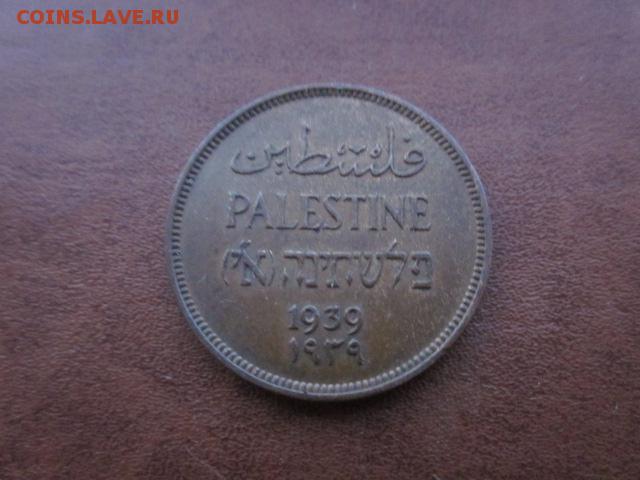 COINS.LAVE.RU
فلسطين
PALESTINE
פלשתינה (א״י)
1939
١٩٣٩